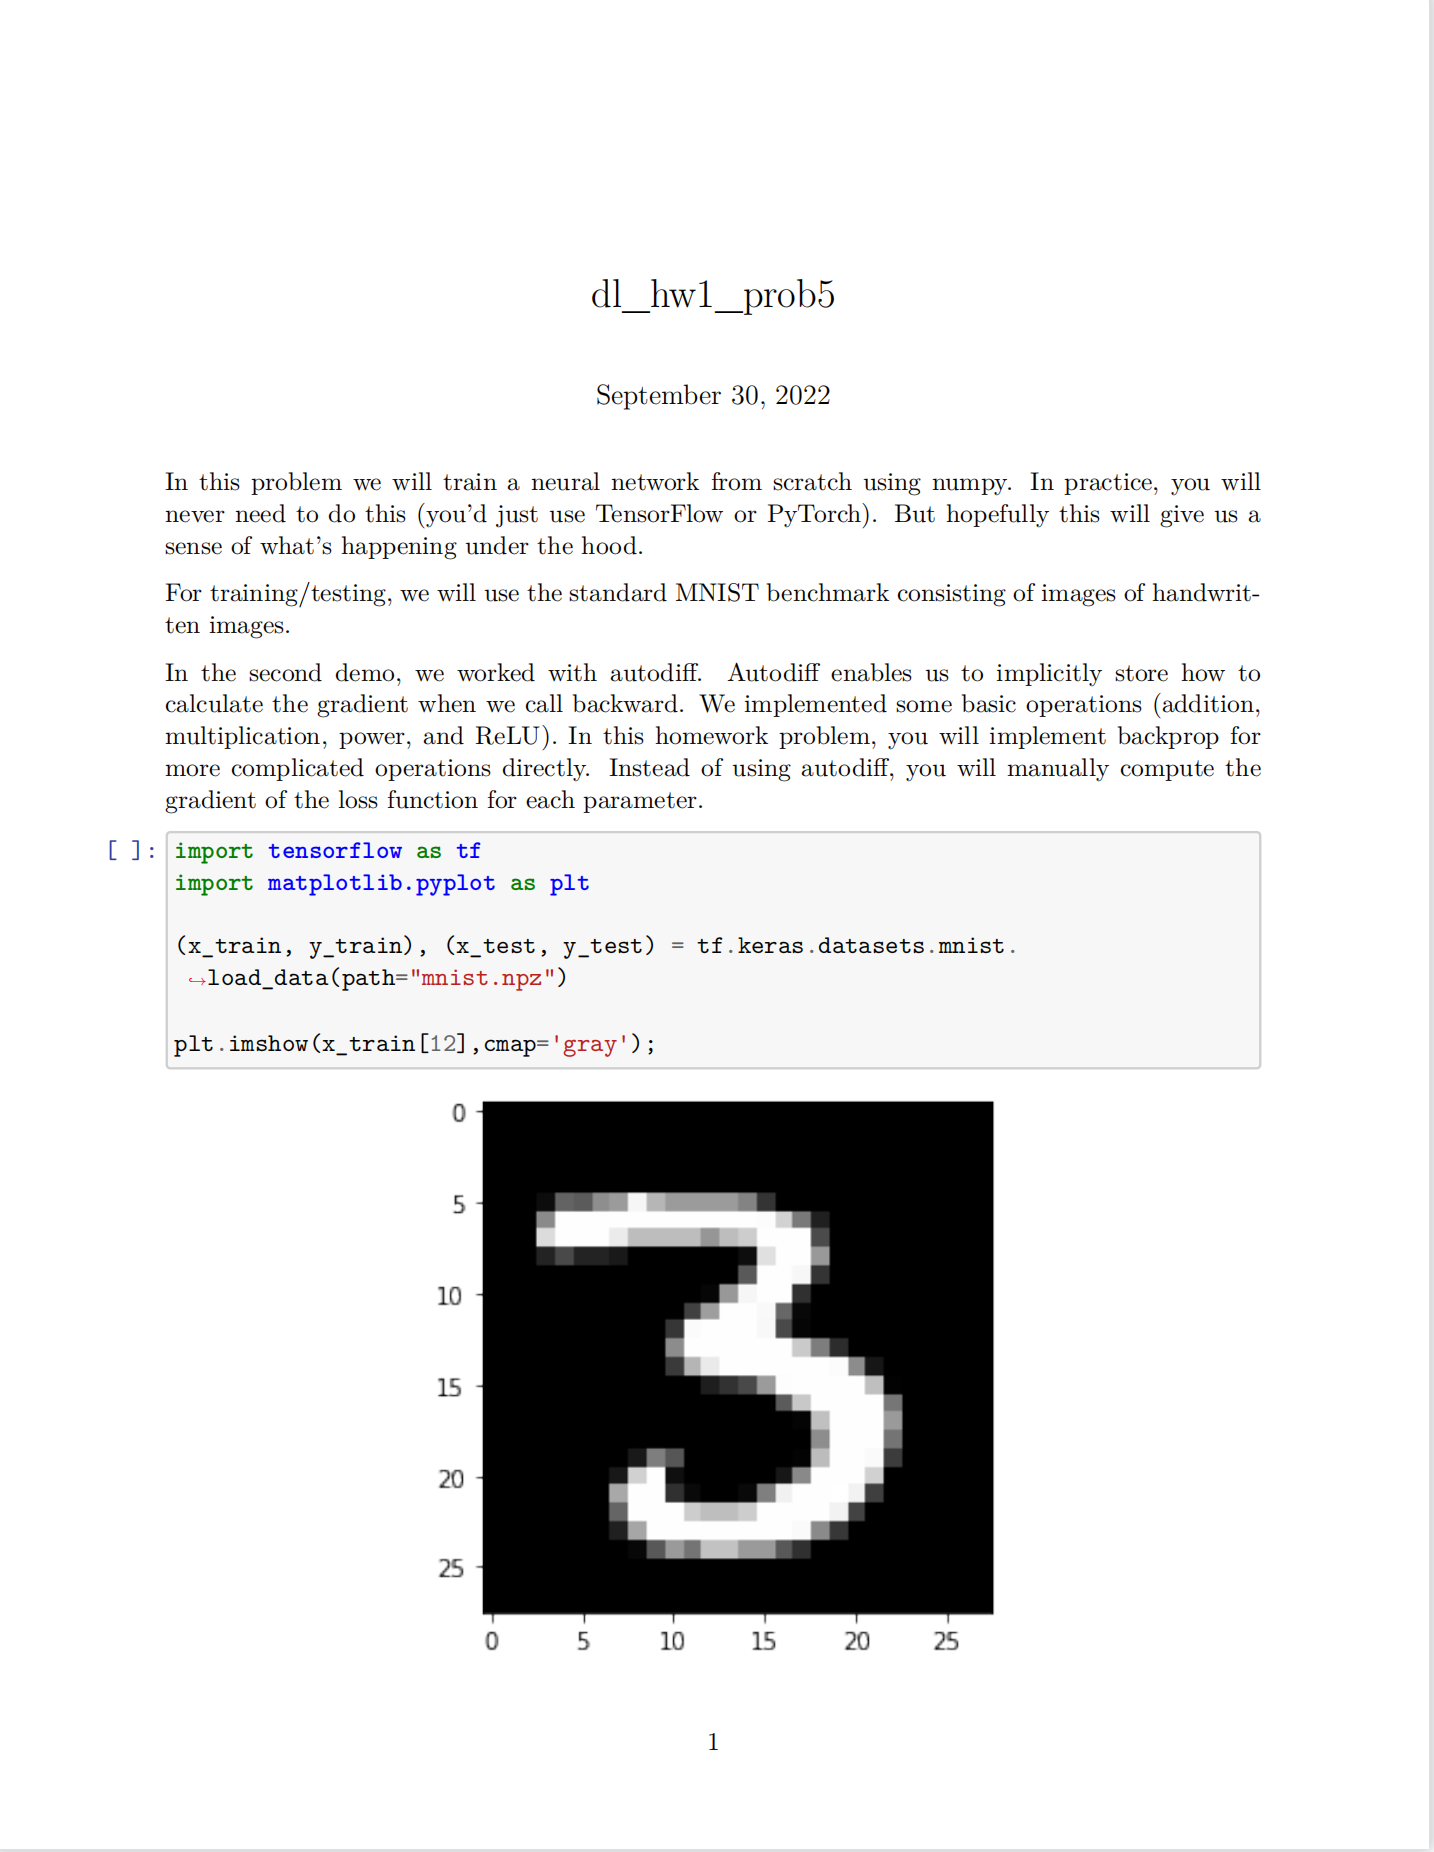 dl_hw1_prob5
September 30, 2022
In this problem we will train a neural network from scratch using numpy. In practice, you will
never need to do this (you'd just use TensorFlow or PyTorch). But hopefully this will give us a
sense of what's happening under the hood.
For training/testing, we will use the standard MNIST benchmark consisting of images of handwrit-
ten images.
In the second demo, we worked with autodiff. Autodiff enables us to implicitly store how to
calculate the gradient when we call backward. We implemented some basic operations (addition,
multiplication, power, and ReLU). In this homework problem, you will implement backprop for
more complicated operations directly. Instead of using autodiff, you will manually compute the
gradient of the loss function for each parameter.
[ ]: import tensorflow as tf
import matplotlib.pyplot as plt
(x_train, y_train), (x_test, y_test) = tf.keras.datasets.mnist.
↪load_data(path="mnist.npz")
plt.imshow(x_train[12],cmap='gray');
0
5
10
15
20
25
0 5 10 15 20 25
3
1